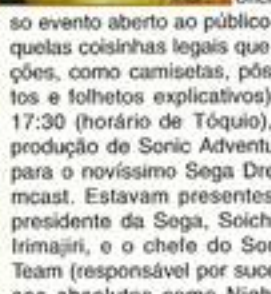 so evento aberto ao público
quelas coisinhas legais que
ções, como camisetas, pôs
tos e folhetos explicativos)
17:30 (horário de Tóquio),
produção de Sonic Adventu
para o novíssimo Sega Dre
mcast. Estavam presentes
presidente da Sega, Soich
Irimajiri, e o chefe do Son
Team (responsável por suce